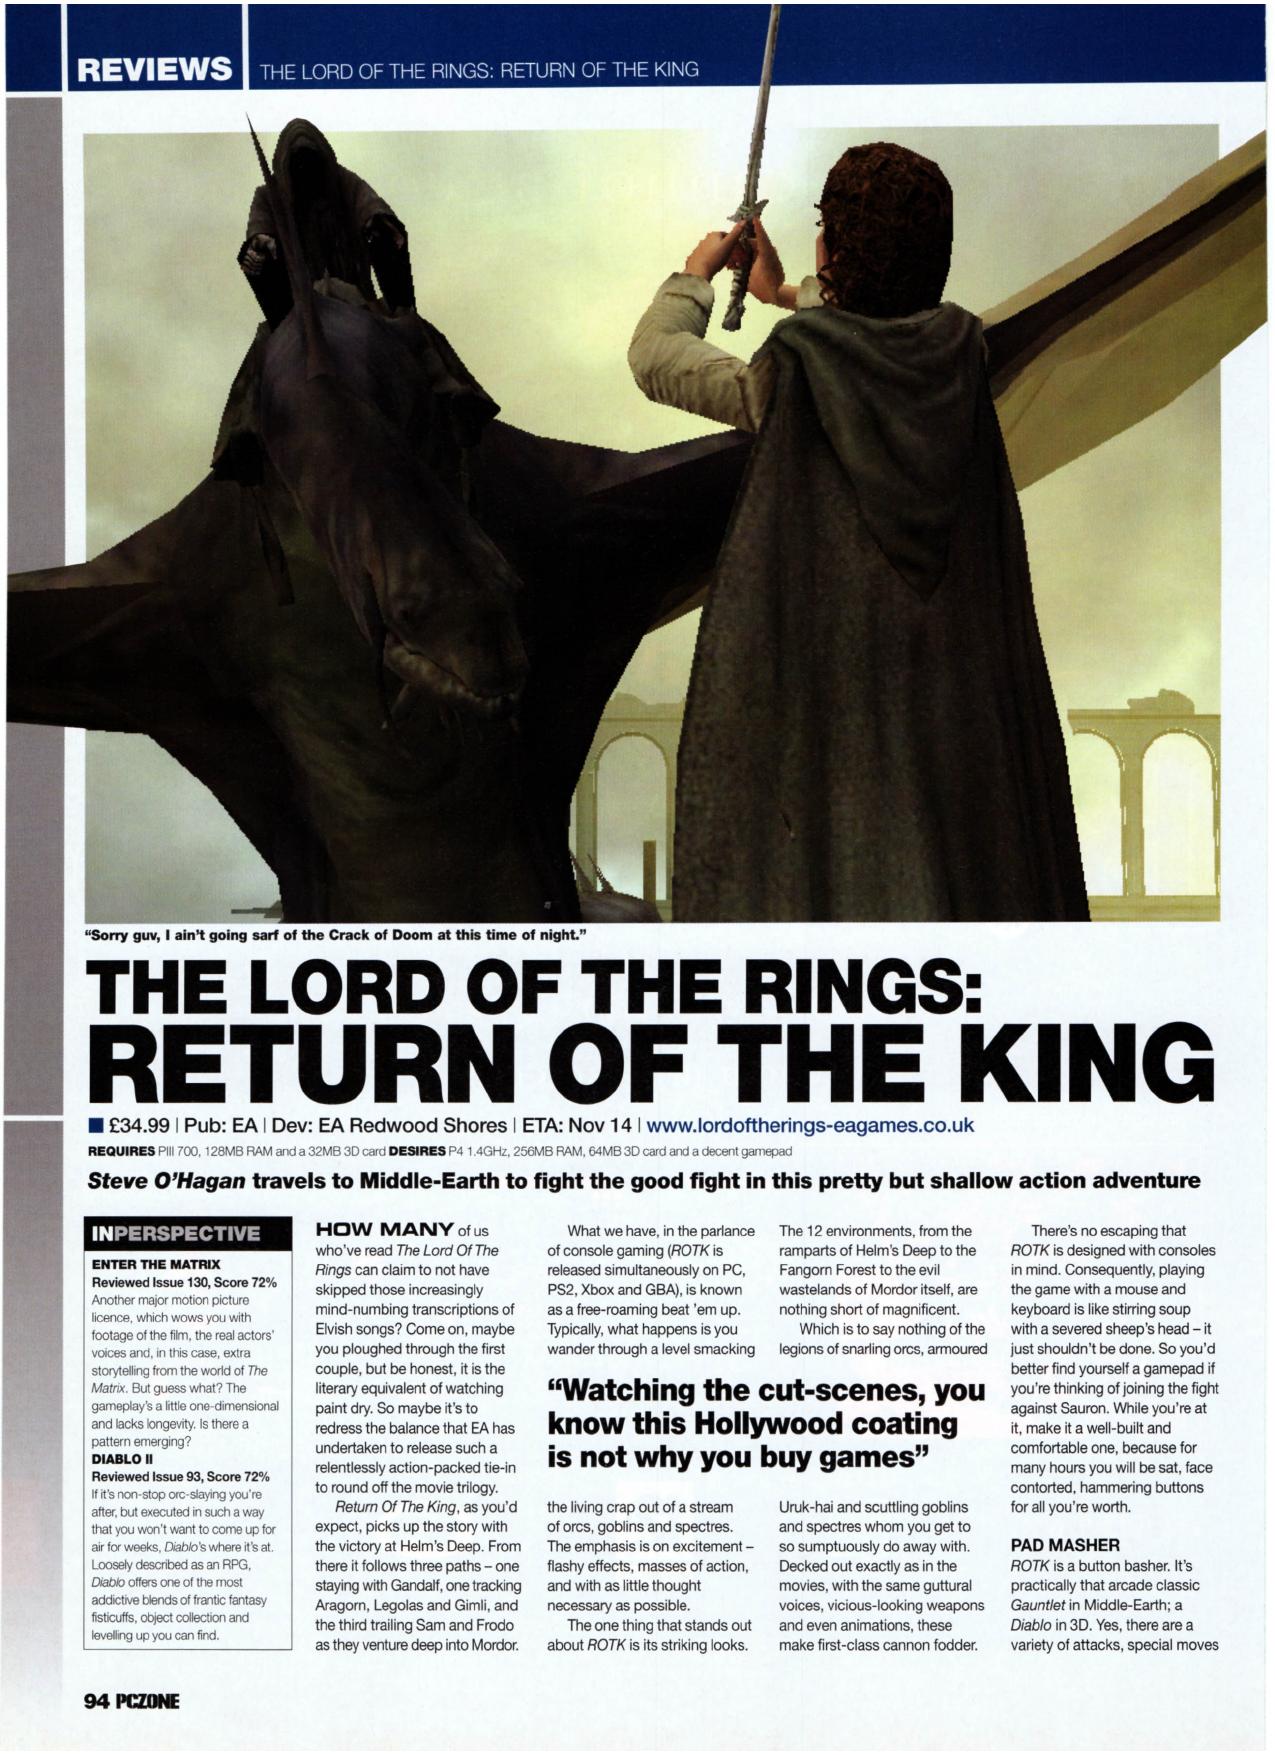 REVIEWS
THE LORD OF THE RINGS: RETURN OF THE KING
“Sorry guv, I ain’t going sarf of the Crack of Doom at this time of night.”
THE LORD OF THE RINGS:
RETURN OF THE KING
■ £34.99 | Pub: EA | Dev: EA Redwood Shores | ETA: Nov 14 | www.lordoftherings-eagames.co.uk
REQUIRES PIII 700, 128MB RAM and a 32MB 3D card DESIRES P4 1.4GHz, 256MB RAM, 64MB 3D card and a decent gamepad
Steve O’Hagan travels to Middle-Earth to fight the good fight in this pretty but shallow action adventure
INPERSPECTIVE
ENTER THE MATRIX
Reviewed Issue 130, Score 72%
Another major motion picture
licence, which wows you with
footage of the film, the real actors’
voices and, in this case, extra
storytelling from the world of The
Matrix. But guess what? The
gameplay’s a little one-dimensional
and lacks longevity. Is there a
pattern emerging?
DIABLO II
Reviewed Issue 93, Score 72%
If it’s non-stop orc-slaying you’re
after, but executed in such a way
that you won’t want to come up for
air for weeks, Diablo’s where it’s at.
Loosely described as an RPG,
Diablo offers one of the most
addictive blends of frantic fantasy
fisticuffs, object collection and
levelling up you can find.
HOW MANY of us
who’ve read The Lord Of The
Rings can claim to not have
skipped those increasingly
mind-numbing transcriptions of
Elvish songs? Come on, maybe
you ploughed through the first
couple, but be honest, it is the
literary equivalent of watching
paint dry. So maybe it’s to
redress the balance that EA has
undertaken to release such a
relentlessly action-packed tie-in
to round off the movie trilogy.
Return Of The King, as you’d
expect, picks up the story with
the victory at Helm’s Deep. From
there it follows three paths – one
staying with Gandalf, one tracking
Aragorn, Legolas and Gimli, and
the third trailing Sam and Frodo
as they venture deep into Mordor.
What we have, in the parlance
of console gaming (ROTK is
released simultaneously on PC,
PS2, Xbox and GBA), is known
as a free-roaming beat ’em up.
Typically, what happens is you
wander through a level smacking
“Watching the cut-scenes, you
know this Hollywood coating
is not why you buy games”
the living crap out of a stream
of orcs, goblins and spectres.
The emphasis is on excitement –
flashy effects, masses of action,
and with as little thought
necessary as possible.
The one thing that stands out
about ROTK is its striking looks.
The 12 environments, from the
ramparts of Helm’s Deep to the
Fangorn Forest to the evil
wastelands of Mordor itself, are
nothing short of magnificent.
Which is to say nothing of the
legions of snarling orcs, armoured
Uruk-hai and scuttling goblins
and spectres whom you get to
so sumptuously do away with.
Decked out exactly as in the
movies, with the same guttural
voices, vicious-looking weapons
and even animations, these
make first-class cannon fodder.
There’s no escaping that
ROTK is designed with consoles
in mind. Consequently, playing
the game with a mouse and
keyboard is like stirring soup
with a severed sheep’s head – it
just shouldn’t be done. So you’d
better find yourself a gamepad if
you’re thinking of joining the fight
against Sauron. While you’re at
it, make it a well-built and
comfortable one, because for
many hours you will be sat, face
contorted, hammering buttons
for all you’re worth.
PAD MASHER
ROTK is a button basher. It’s
practically that arcade classic
Gauntlet in Middle-Earth; a
Diablo in 3D. Yes, there are a
variety of attacks, special moves
94 PCZONE